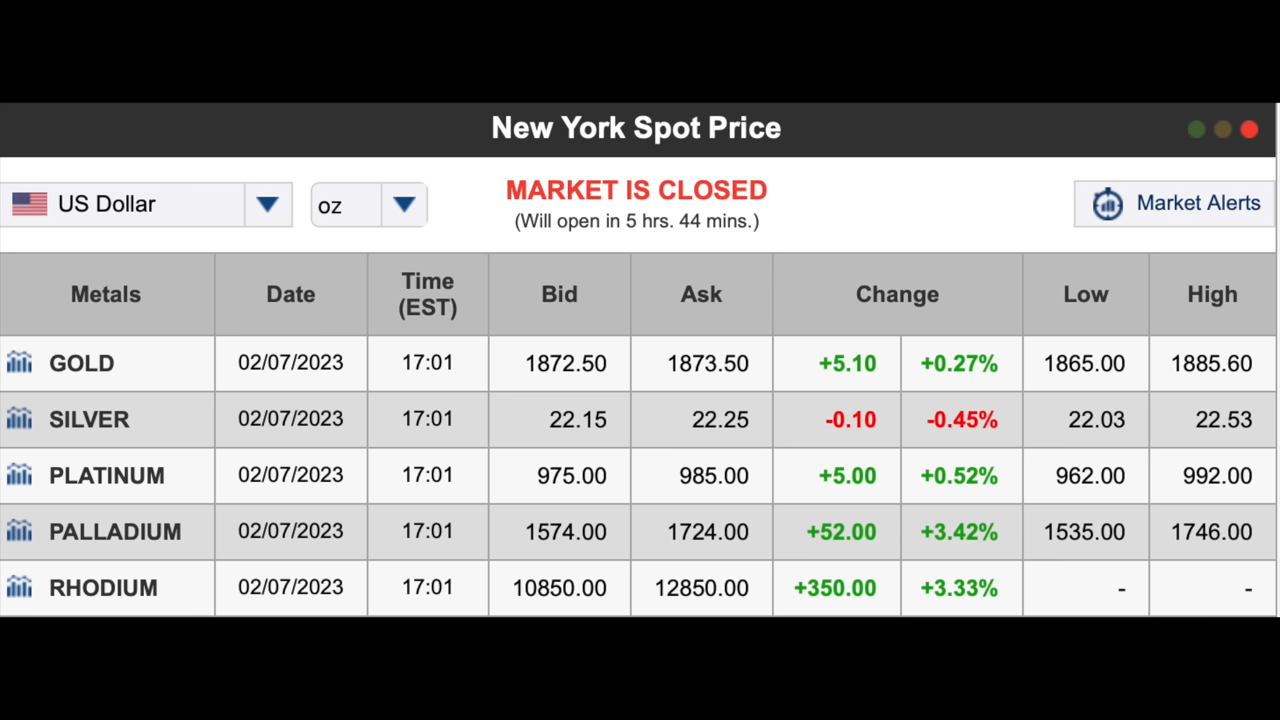 New York Spot Price
US Dollar
oz
MARKET IS CLOSED
(Will open in 5 hrs. 44 mins.)
Market Alerts
Metals Date Time (EST) Bid Ask Change Low High
GOLD 02/07/2023 17:01 1872.50 1873.50 +5.10 +0.27% 1865.00 1885.60
SILVER 02/07/2023 17:01 22.15 22.25 -0.10 -0.45% 22.03 22.53
PLATINUM 02/07/2023 17:01 975.00 985.00 +5.00 +0.52% 962.00 992.00
PALLADIUM 02/07/2023 17:01 1574.00 1724.00 +52.00 +3.42% 1535.00 1746.00
RHODIUM 02/07/2023 17:01 10850.00 12850.00 +350.00 +3.33% - -